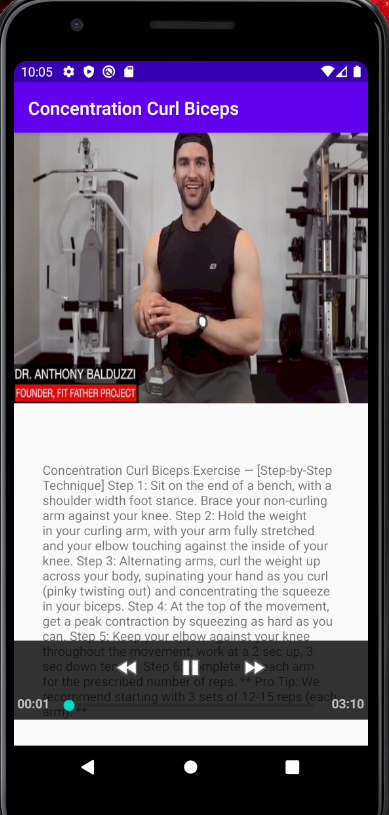 10:05
Concentration Curl Biceps
DR. ANTHONY BALDUZZI
FOUNDER, FIT FATHER PROJECT
Concentration Curl Biceps Exercise — [Step-by-Step
Technique] Step 1: Sit on the end of a bench, with a
shoulder width foot stance. Brace your non-curling
arm against your knee. Step 2: Hold the weight
in your curling arm, with your arm fully stretched
and your elbow touching against the inside of your
knee. Step 3: Alternating arms, curl the weight up
across your body, supinating your hand as you curl
(pinky twisting out) and concentrating the squeeze
in your biceps. Step 4: At the top of the movement,
get a peak contraction by squeezing as hard as you
can. Step 5: Keep your elbow against your knee
throughout the movement, work at a 2 sec up, 3
sec down Step 6: each arm
for the prescribed number of reps. ** Pro Tip: We
recommend starting with 3 sets of 12-15 reps (each
arm). **
00:01
03:10